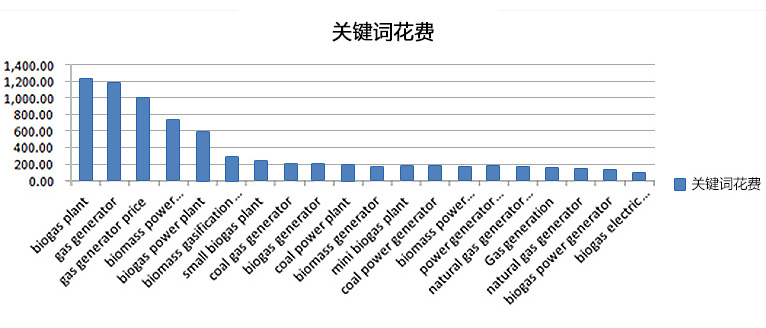 关键词花费
1,400.00
1,200.00
1,000.00
800.00
600.00
400.00
200.00
0.00
biogas plant
gas generator
gas generator price
biomass power...
biogas power plant
biomass gasification...
small biogas plant
coal gas generator
biogas generator
coal power plant
biomass generator
mini biogas plant
coal power generator
biomass power...
power generator...
natural gas generator...
Gas generation
natural gas generator
biogas power generator
biogas electric...
关键词花费